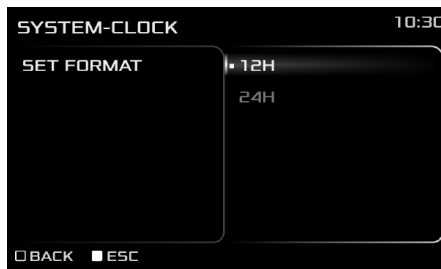 SYSTEM-CLOCK
10:30
SET FORMAT
12H
24H
BACK ESC